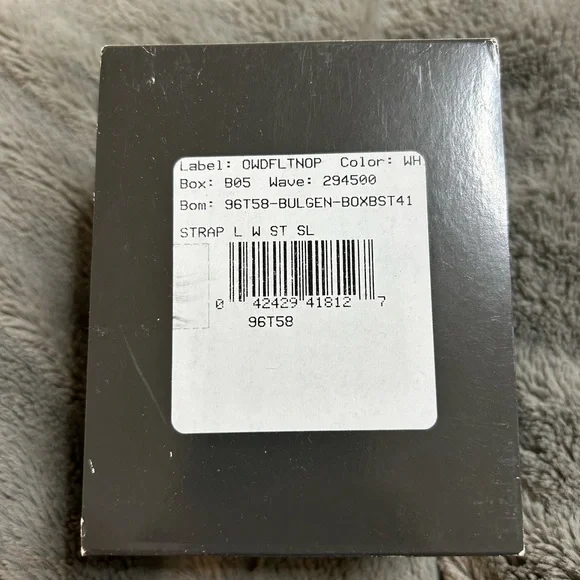 Label: OWDFLTNOP Color: WH
Box: B05 Wave: 294500
Bom: 96T58-BULGEN-BOXBST41
STRAP L W ST SL
0 42429 41812 7
96T58